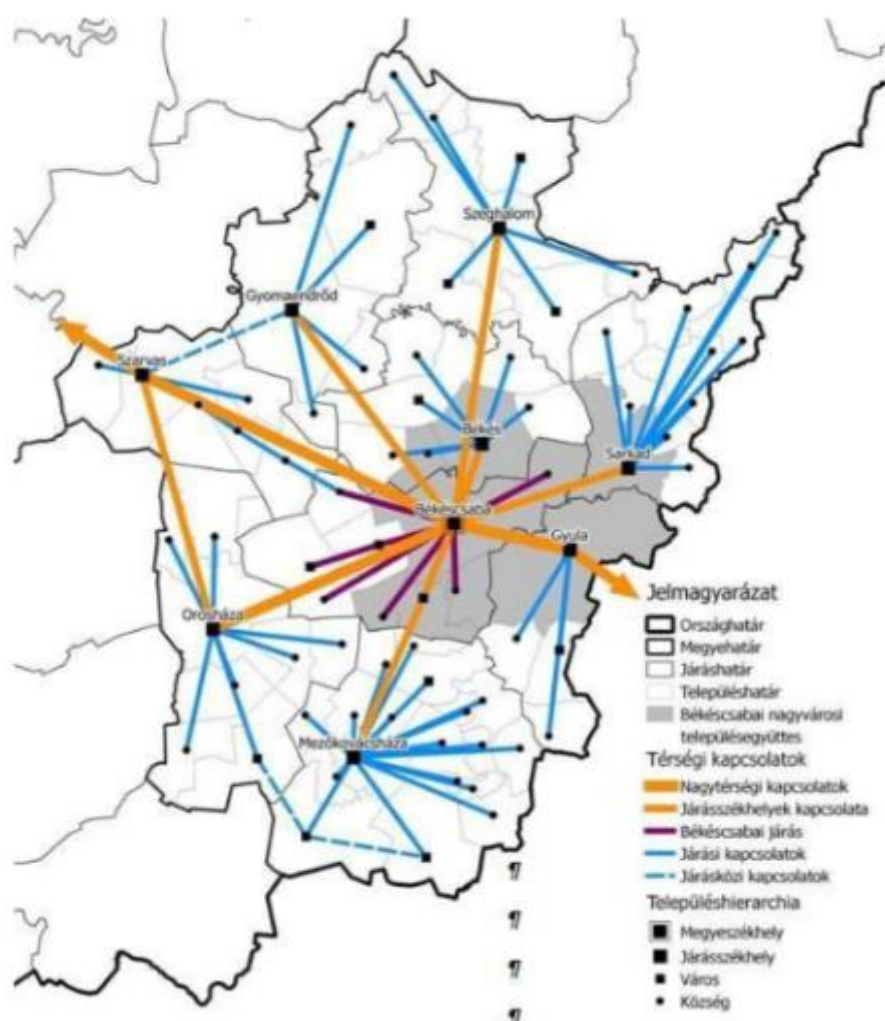 Szeghalom
Gyomaendrőd
Szarvas
Békés
Sarkad
Békéscsaba
Gyula
Orosháza
Mezőkovácsháza
Jelmagyarázat
Országhatár
Megyehatár
Járáshatár
Településhatár
Békéscsabai nagyvárosi
településegyüttes
Térségi kapcsolatok
Nagytérségi kapcsolatok
Járásszékhelyek kapcsolata
Békéscsabai járás
Járási kapcsolatok
Járásközi kapcsolatok
Településhierarchia
Megyeszékhely
Járásszékhely
Város
Község
¶
¶
¶
¶